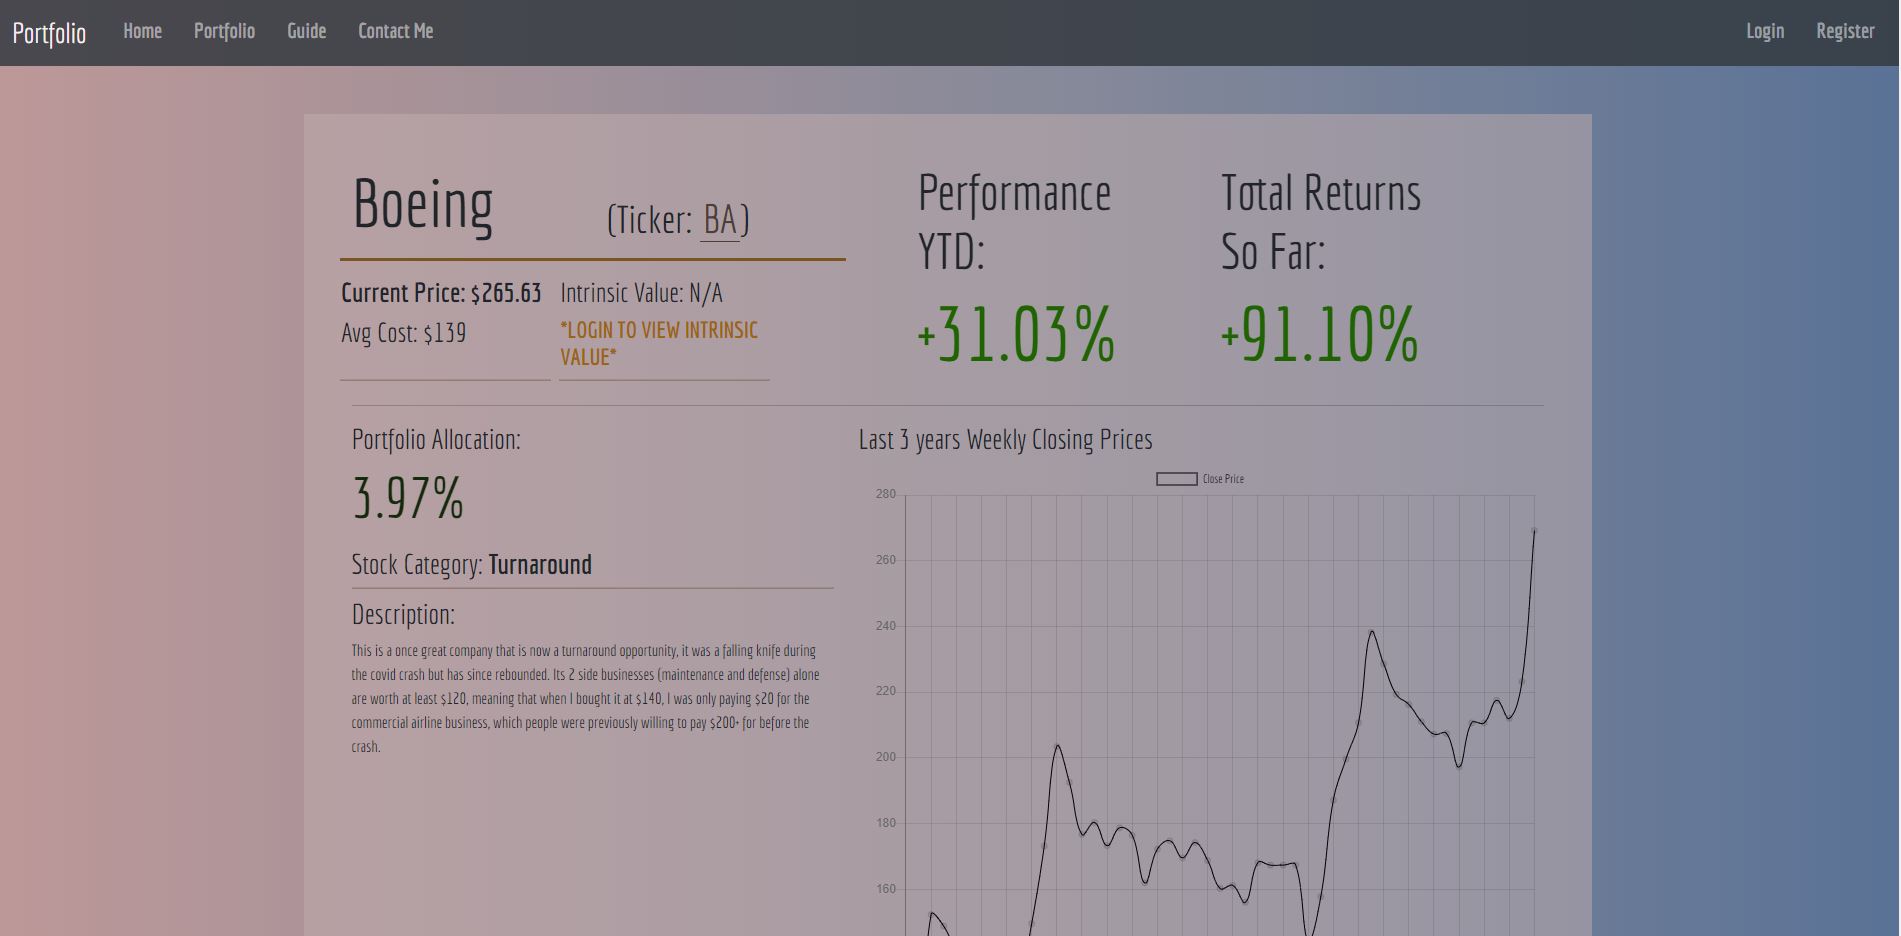 Portfolio Home Portfolio Guide Contact Me Login Register
Boeing (Ticker: BA)
Current Price: $265.63
Avg Cost: $139
Intrinsic Value: N/A
*LOGIN TO VIEW INTRINSIC
VALUE*
Performance
YTD:
+31.03%
Total Returns
So Far:
+91.10%
Portfolio Allocation:
3.97%
Stock Category: Turnaround
Description:
This is a once great company that is now a turnaround opportunity, it was a falling knife during
the covid crash but has since rebounded. Its 2 side businesses (maintenance and defense) alone
are worth at least $120, meaning that when I bought it at $140, I was only paying $20 for the
commercial airline business, which people were previously willing to pay $200+ for before the
crash.
Last 3 years Weekly Closing Prices
Close Price
280
260
240
220
200
180
160